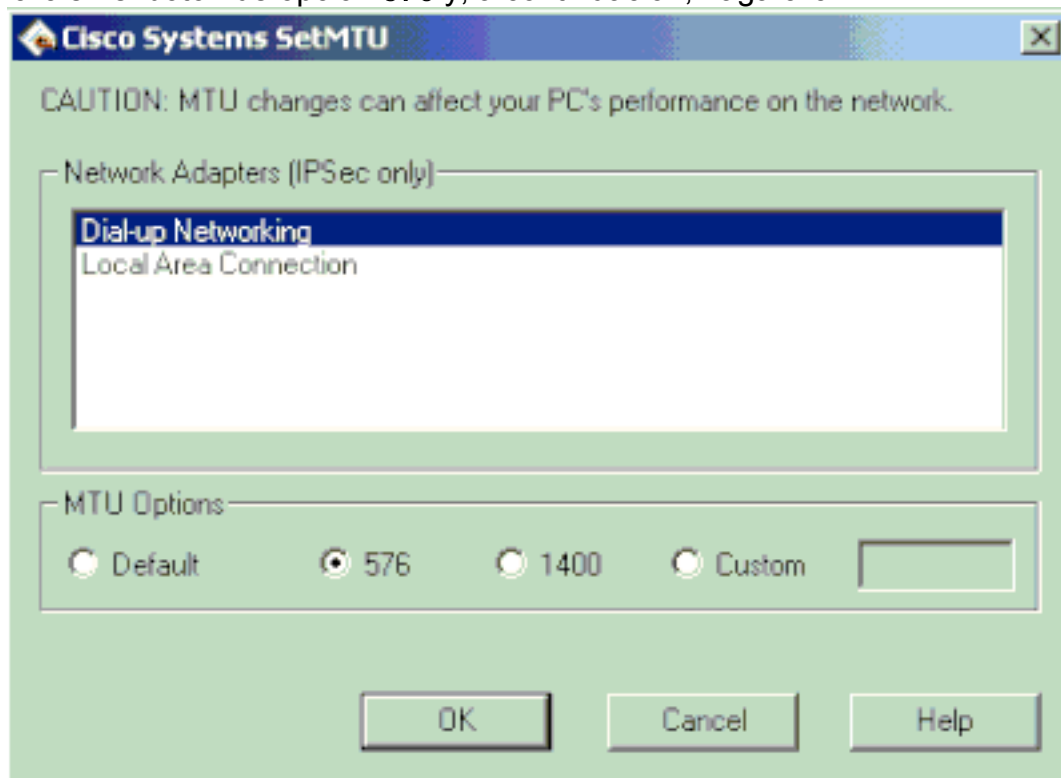 Cisco Systems SetMTU
CAUTION: MTU changes can affect your PC's performance on the network.
Network Adapters (IPSec only)
Dial-up Networking
Local Area Connection
MTU Options
Default 576 1400 Custom
OK Cancel Help